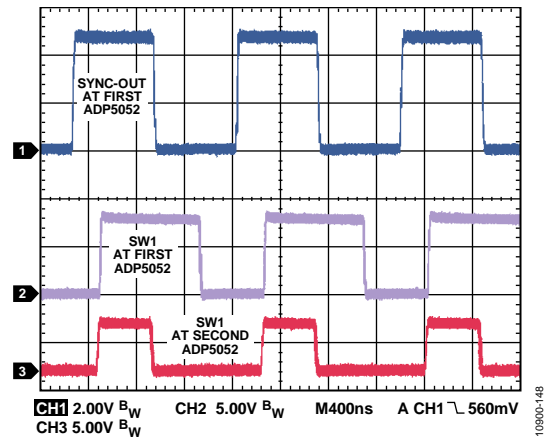 SYNC-OUT
AT FIRST
ADP5052
1
SW1
AT FIRST
ADP5052
2
SW1
AT SECOND
ADP5052
3
CH1 2.00V BW CH2 5.00V BW M400ns A CH1 ⎍ 560mV
CH3 5.00V BW
10900-148